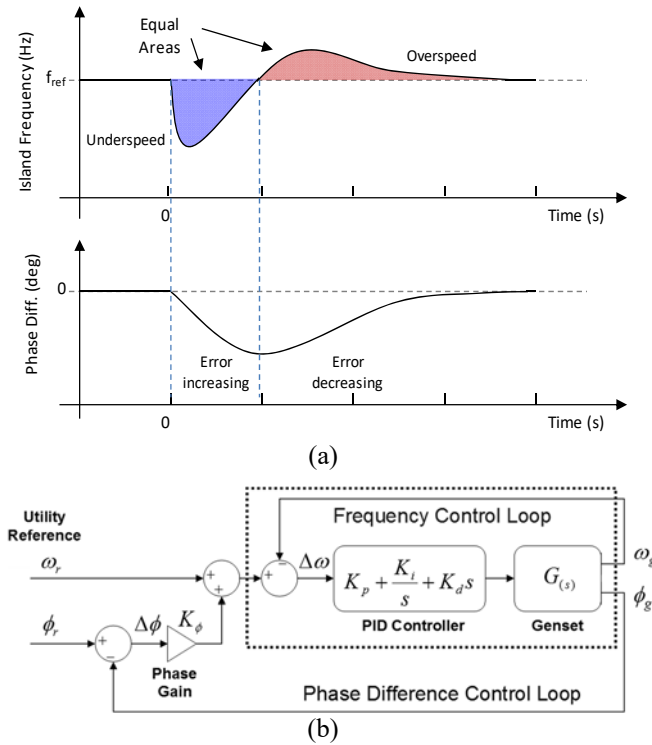 Island Frequency (Hz)
Equal
Areas
Overspeed
fref
Underspeed
0
Time (s)
Phase Diff. (deg)
0
Error
increasing
Error
decreasing
0
Time (s)
(a)
Utility
Reference
Frequency Control Loop
ωr
+
+
+
−
Δω
Kp + Ki/s + Kds
G(s)
ωg
ϕg
PID Controller
Genset
ϕr
+
−
Δϕ
Kϕ
Phase
Gain
Phase Difference Control Loop
(b)